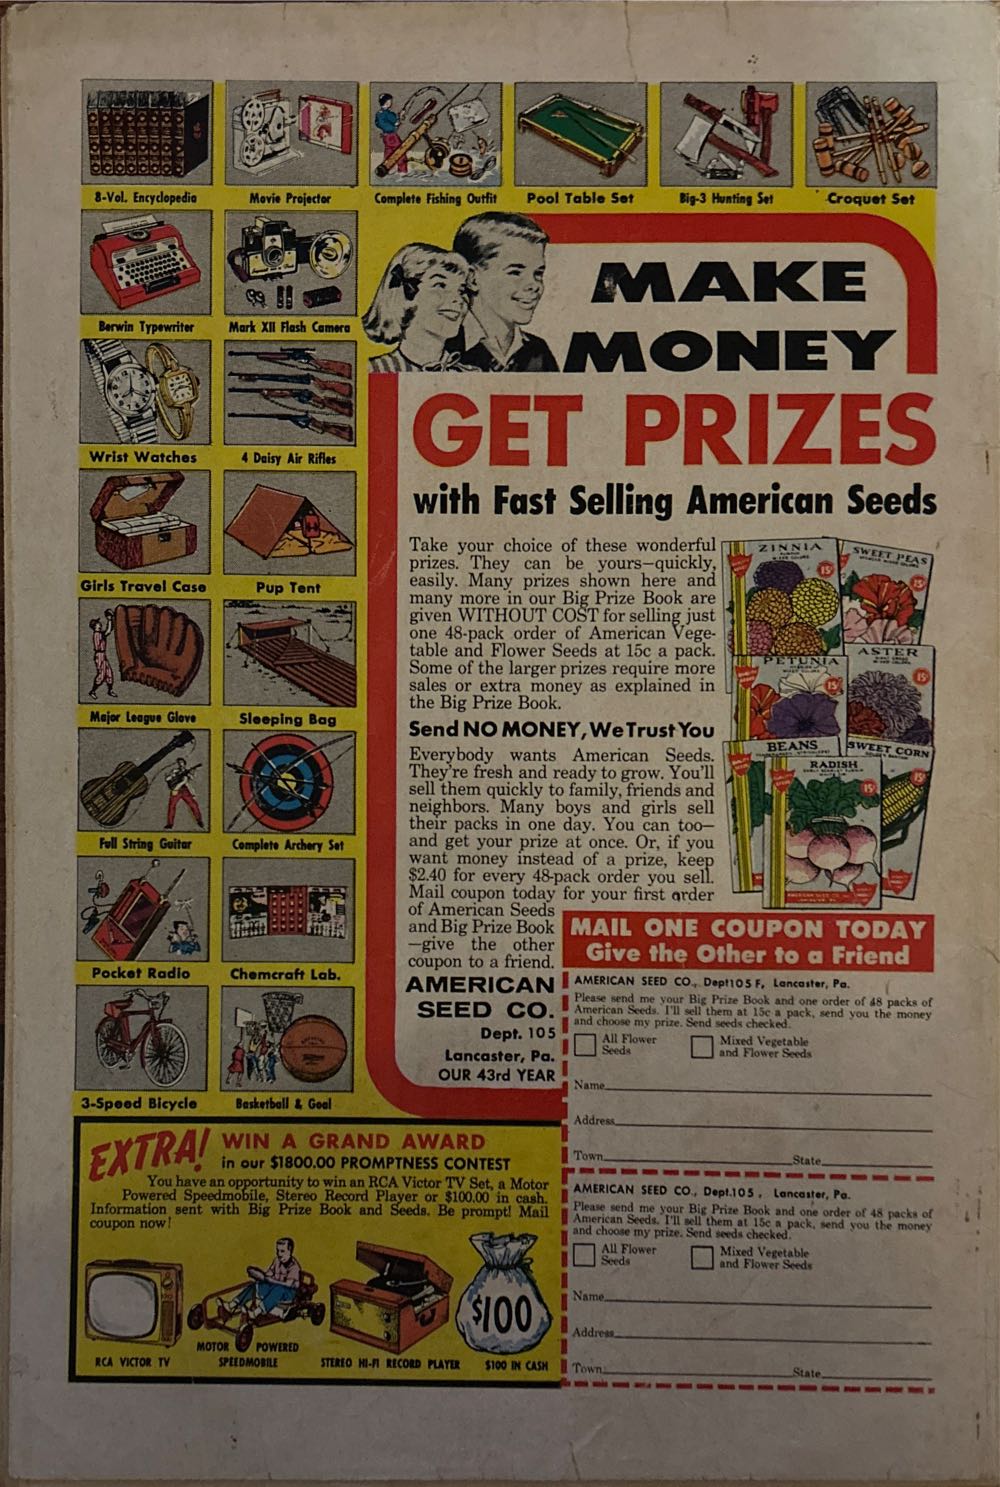 8-Vol. Encyclopedia
Movie Projector
Complete Fishing Outfit
Pool Table Set
Big-3 Hunting Set
Croquet Set
Berwin Typewriter
Mark XII Flash Camera
Wrist Watches
4 Daisy Air Rifles
Girls Travel Case
Pup Tent
Major League Glove
Sleeping Bag
Full String Guitar
Complete Archery Set
Pocket Radio
Chemcraft Lab.
3-Speed Bicycle
Basketball & Goal
MAKE
MONEY
GET PRIZES
with Fast Selling American Seeds
Take your choice of these wonderful
prizes. They can be yours—quickly,
easily. Many prizes shown here and
many more in our Big Prize Book are
given WITHOUT COST for selling just
one 48-pack order of American Vege-
table and Flower Seeds at 15c a pack.
Some of the larger prizes require more
sales or extra money as explained in
the Big Prize Book.
Send NO MONEY, We Trust You
Everybody wants American Seeds.
They're fresh and ready to grow. You'll
sell them quickly to family, friends and
neighbors. Many boys and girls sell
their packs in one day. You can too—
and get your prize at once. Or, if you
want money instead of a prize, keep
$2.40 for every 48-pack order you sell.
Mail coupon today for your first order
of American Seeds
and Big Prize Book
—give the other
coupon to a friend.
AMERICAN
SEED CO.
Dept. 105
Lancaster, Pa.
OUR 43rd YEAR
ZINNIA
15¢
SWEET PEAS
15¢
PETUNIA
15¢
ASTER
15¢
BEANS
SWEET CORN
15¢
RADISH
15¢
MAIL ONE COUPON TODAY
Give the Other to a Friend
AMERICAN SEED CO., Dept105 F, Lancaster, Pa.
Please send me your Big Prize Book and one order of 48 packs of
American Seeds. I'll sell them at 15c a pack, send you the money
and choose my prize. Send seeds checked.
All Flower
Seeds
Mixed Vegetable
and Flower Seeds
Name
Address
Town State
AMERICAN SEED CO., Dept.105 , Lancaster, Pa.
Please send me your Big Prize Book and one order of 48 packs of
American Seeds. I'll sell them at 15c a pack, send you the money
and choose my prize. Send seeds checked.
All Flower
Seeds
Mixed Vegetable
and Flower Seeds
Name
Address
Town State
EXTRA! WIN A GRAND AWARD
in our $1800.00 PROMPTNESS CONTEST
You have an opportunity to win an RCA Victor TV Set, a Motor
Powered Speedmobile, Stereo Record Player or $100.00 in cash.
Information sent with Big Prize Book and Seeds. Be prompt! Mail
coupon now!
$100
RCA VICTOR TV
MOTOR POWERED
SPEEDMOBILE
STEREO HI-FI RECORD PLAYER
$100 IN CASH